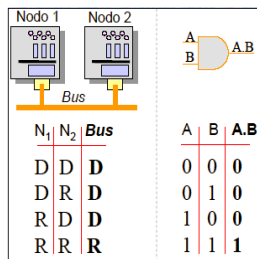 Nodo 1 Nodo 2
Bus
N1 N2 Bus
D D D
D R D
R D D
R R R
A
B
A.B
A B A.B
0 0 0
0 1 0
1 0 0
1 1 1